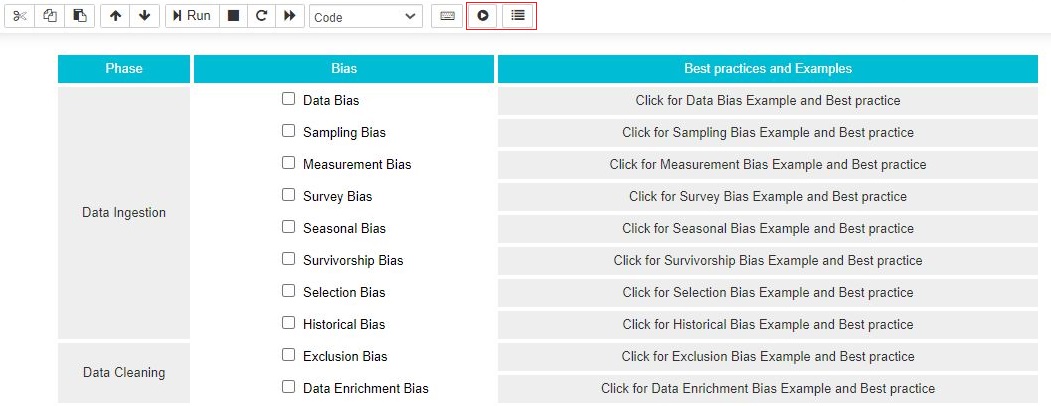 Run
Code
Phase Bias Best practices and Examples
Data Bias Click for Data Bias Example and Best practice
Sampling Bias Click for Sampling Bias Example and Best practice
Measurement Bias Click for Measurement Bias Example and Best practice
Survey Bias Click for Survey Bias Example and Best practice
Data Ingestion
Seasonal Bias Click for Seasonal Bias Example and Best practice
Survivorship Bias Click for Survivorship Bias Example and Best practice
Selection Bias Click for Selection Bias Example and Best practice
Historical Bias Click for Historical Bias Example and Best practice
Exclusion Bias Click for Exclusion Bias Example and Best practice
Data Cleaning
Data Enrichment Bias Click for Data Enrichment Bias Example and Best practice